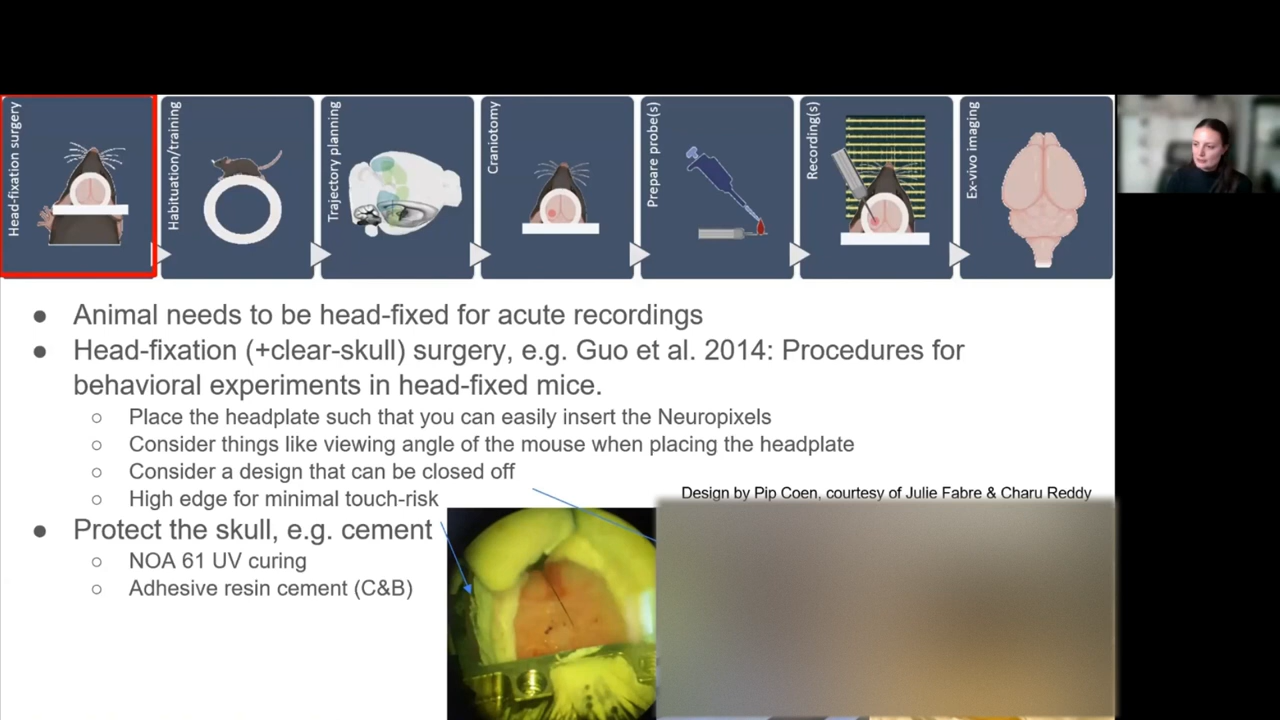 Head-fixation surgery
Habituation/training
Trajectory planning
Craniotomy
Prepare probe(s)
Recording(s)
Ex-vivo imaging
● Animal needs to be head-fixed for acute recordings
● Head-fixation (+clear-skull) surgery, e.g. Guo et al. 2014: Procedures for
behavioral experiments in head-fixed mice.
○ Place the headplate such that you can easily insert the Neuropixels
○ Consider things like viewing angle of the mouse when placing the headplate
○ Consider a design that can be closed off
○ High edge for minimal touch-risk
Design by Pip Coen, courtesy of Julie Fabre & Charu Reddy
● Protect the skull, e.g. cement
○ NOA 61 UV curing
○ Adhesive resin cement (C&B)